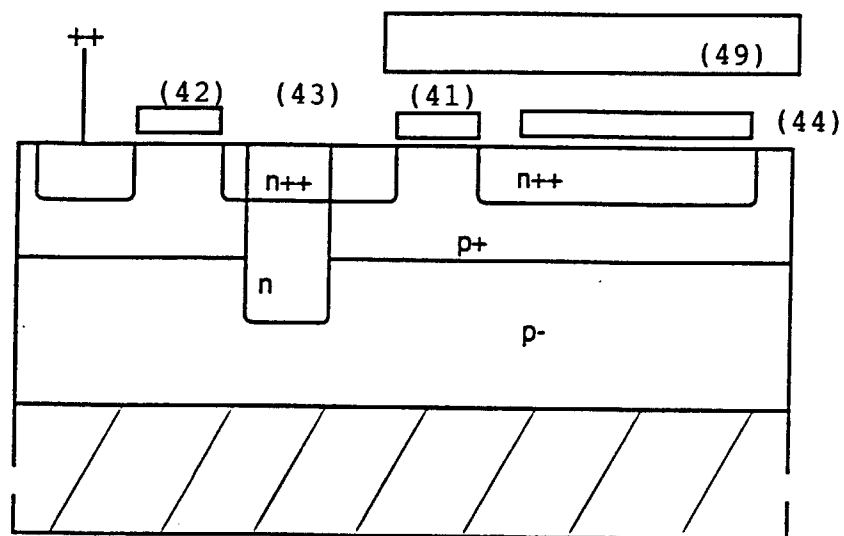 ++
(49)
(42) (43) (41)
(44)
n++ n++
p+
n
p-